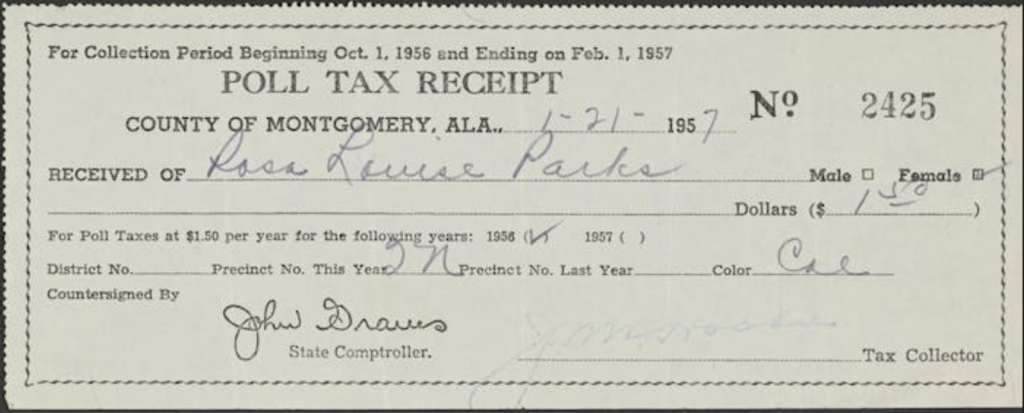 For Collection Period Beginning Oct. 1, 1956 and Ending on Feb. 1, 1957
POLL TAX RECEIPT
Nº 2425
COUNTY OF MONTGOMERY, ALA., 1-21- 1957
RECEIVED OF Rosa Louise Parks Male ☐ Female ☑
Dollars ($ 1 50 )
For Poll Taxes at $1.50 per year for the following years: 1956 (✓) 1957 ( )
District No. Precinct No. This Year 2N Precinct No. Last Year Color Col
Countersigned By
John Graves
State Comptroller.
Tax Collector